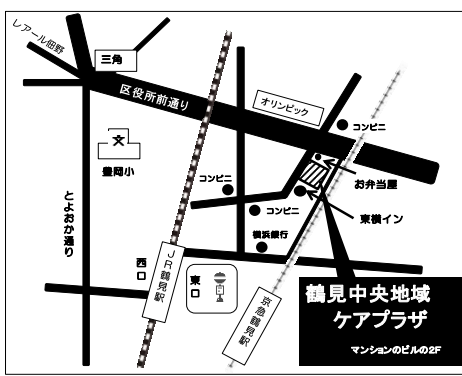 レアール佃野
三角
区役所前通り
オリンピック
コンビニ
文
豊岡小
お弁当屋
コンビニ
東横イン
コンビニ
とよおか通り
横浜銀行
西口
JR鶴見駅
東口
京急鶴見駅
鶴見中央地域
ケアプラザ
マンションのビルの2F